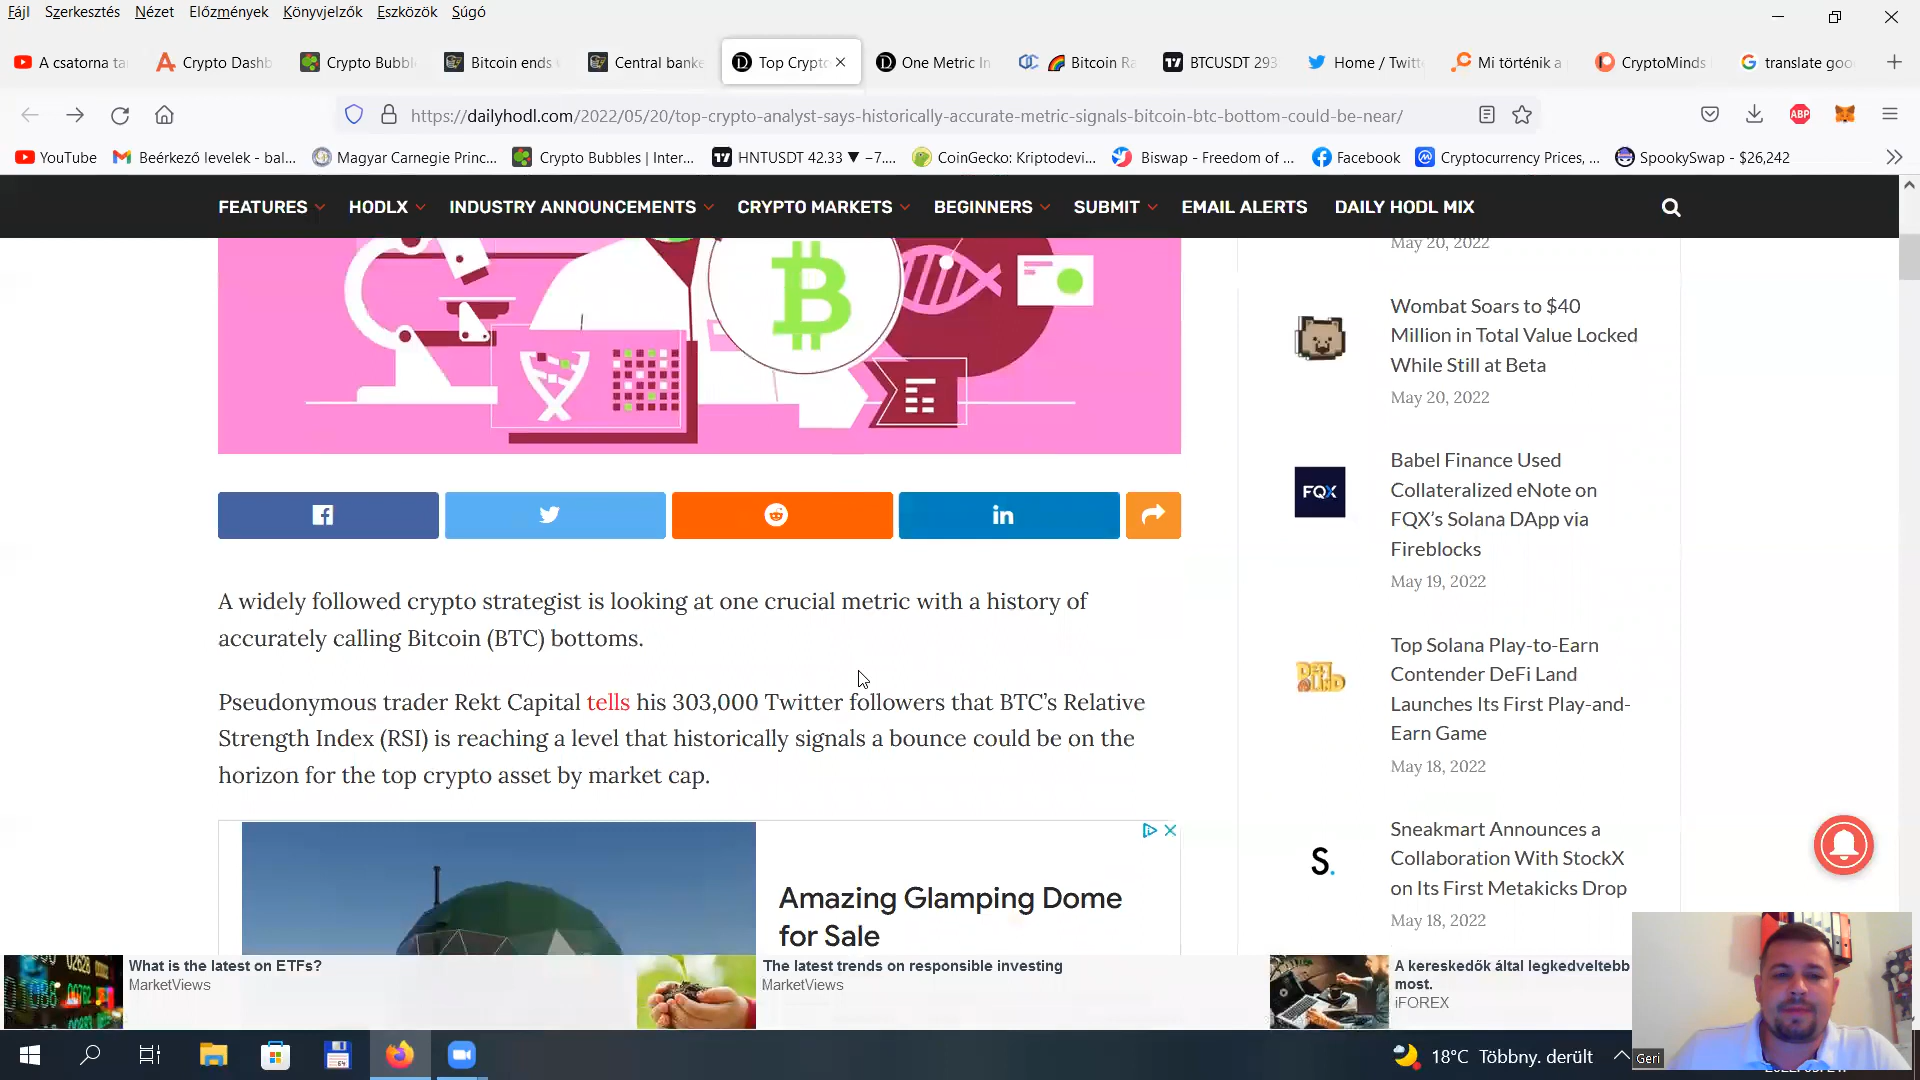 Fájl Szerkesztés Nézet Előzmények Könyvjelzők Eszközök Súgó
A csatorna ta
Crypto Dashb
Crypto Bubbl
Bitcoin ends
Central banke
Top Crypto
One Metric In
Bitcoin Ra
BTCUSDT 293
Home / Twitt
Mi történik a
CryptoMinds
translate goo
https://dailyhodl.com/2022/05/20/top-crypto-analyst-says-historically-accurate-metric-signals-bitcoin-btc-bottom-could-be-near/
ABP
YouTube
Beérkező levelek - bal...
Magyar Carnegie Princ...
Crypto Bubbles | Inter...
HNTUSDT 42.33 ▼ −7....
CoinGecko: Kriptodevi...
Biswap - Freedom of ...
Facebook
Cryptocurrency Prices, ...
SpookySwap - $26,242
FEATURES HODLX INDUSTRY ANNOUNCEMENTS CRYPTO MARKETS BEGINNERS SUBMIT EMAIL ALERTS DAILY HODL MIX
A widely followed crypto strategist is looking at one crucial metric with a history of
accurately calling Bitcoin (BTC) bottoms.
Pseudonymous trader Rekt Capital tells his 303,000 Twitter followers that BTC’s Relative
Strength Index (RSI) is reaching a level that historically signals a bounce could be on the
horizon for the top crypto asset by market cap.
Amazing Glamping Dome
for Sale
May 20, 2022
Wombat Soars to $40
Million in Total Value Locked
While Still at Beta
May 20, 2022
FQX
Babel Finance Used
Collateralized eNote on
FQX’s Solana DApp via
Fireblocks
May 19, 2022
Top Solana Play-to-Earn
Contender DeFi Land
Launches Its First Play-and-
Earn Game
May 18, 2022
S.
Sneakmart Announces a
Collaboration With StockX
on Its First Metakicks Drop
May 18, 2022
What is the latest on ETFs?
MarketViews
The latest trends on responsible investing
MarketViews
A kereskedők által legkedveltebb
most.
iFOREX
18°C Többny. derült
Geri